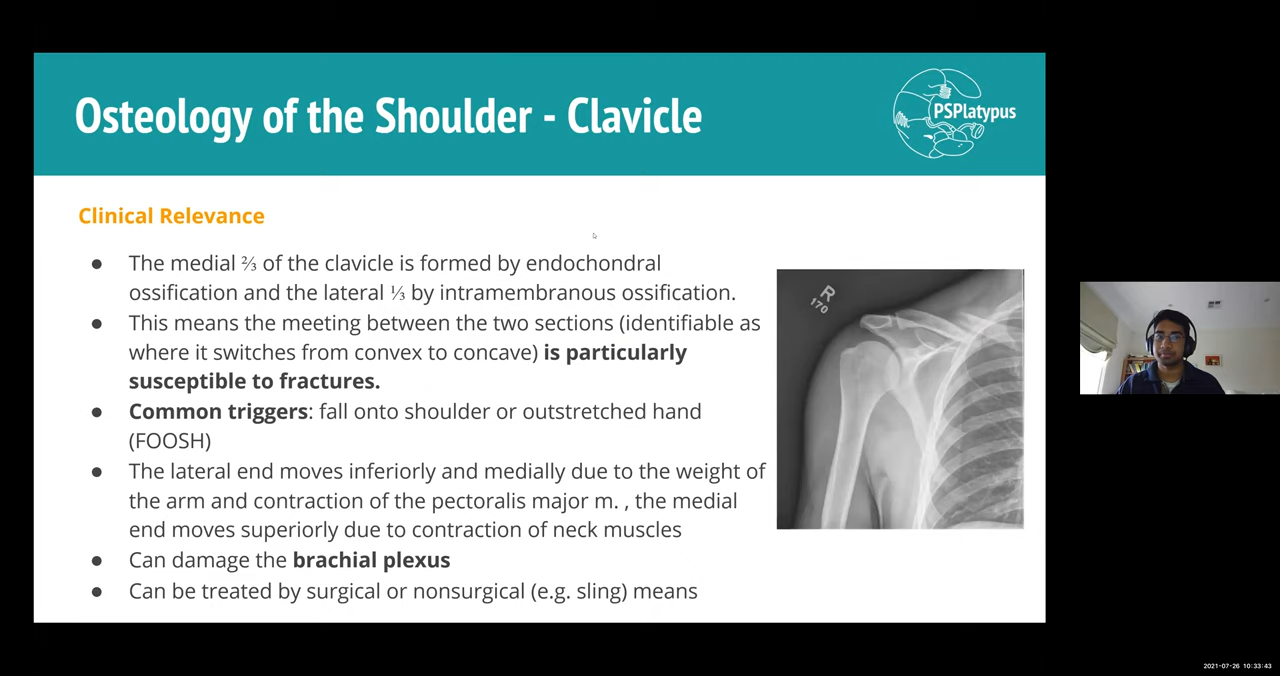 Osteology of the Shoulder - Clavicle
PSPlatypus
Clinical Relevance
● The medial ⅔ of the clavicle is formed by endochondral
ossification and the lateral ⅓ by intramembranous ossification.
● This means the meeting between the two sections (identifiable as
where it switches from convex to concave) is particularly
susceptible to fractures.
● Common triggers: fall onto shoulder or outstretched hand
(FOOSH)
● The lateral end moves inferiorly and medially due to the weight of
the arm and contraction of the pectoralis major m. , the medial
end moves superiorly due to contraction of neck muscles
● Can damage the brachial plexus
● Can be treated by surgical or nonsurgical (e.g. sling) means
R
170
2021-07-26 10:33:43